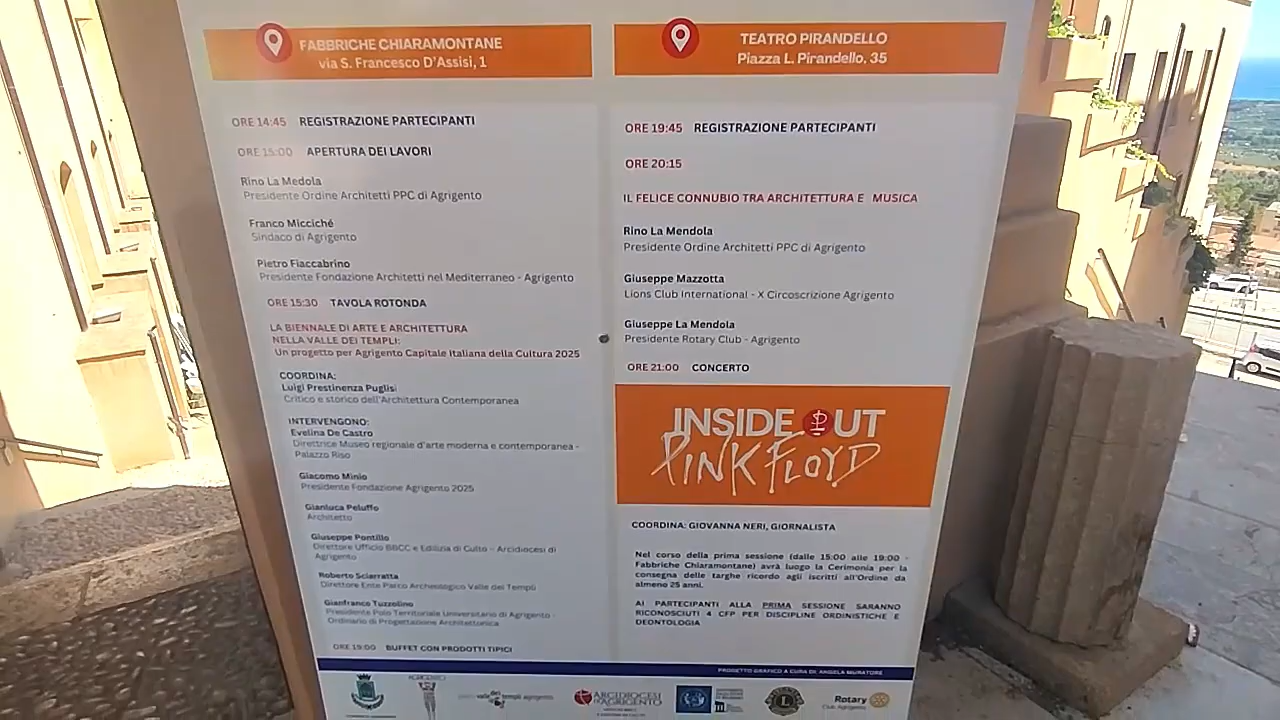 FABBRICHE CHIARAMONTANE
via S. Francesco D'Assisi, 1
ORE 14:45 REGISTRAZIONE PARTECIPANTI
ORE 15:00 APERTURA DEI LAVORI
Rino La Medola
Presidente Ordine Architetti PPC di Agrigento
Franco Micciché
Sindaco di Agrigento
Pietro Fiaccabrino
Presidente Fondazione Architetti nel Mediterraneo - Agrigento
ORE 15:30 TAVOLA ROTONDA
LA BIENNALE DI ARTE E ARCHITETTURA
NELLA VALLE DEI TEMPLI:
Un progetto per Agrigento Capitale Italiana della Cultura 2025
COORDINA:
Luigi Prestinenza Puglisi
Critico e storico dell'Architettura Contemporanea
INTERVENGONO:
Evelina De Castro
Direttrice Museo regionale d'arte moderna e contemporanea -
Palazzo Riso
Giacomo Minio
Presidente Fondazione Agrigento 2025
Gianluca Peluffo
Architetto
Giuseppe Pontillo
Direttore Ufficio BBCC e Edilizia di Culto - Arcidiocesi di
Agrigento
Roberto Sciarratta
Direttore Ente Parco Archeologico Valle dei Templi
Gianfranco Tuzzolino
Presidente Polo Territoriale Universitario di Agrigento -
Ordinario di Progettazione Architettonica
ORE 19:00 BUFFET CON PRODOTTI TIPICI
TEATRO PIRANDELLO
Piazza L. Pirandello, 35
ORE 19:45 REGISTRAZIONE PARTECIPANTI
ORE 20:15
IL FELICE CONNUBIO TRA ARCHITETTURA E MUSICA
Rino La Mendola
Presidente Ordine Architetti PPC di Agrigento
Giuseppe Mazzotta
Lions Club International - X Circoscrizione Agrigento
Giuseppe La Mendola
Presidente Rotary Club - Agrigento
ORE 21:00 CONCERTO
INSIDE OUT
PINK FLOYD
COORDINA: GIOVANNA NERI, GIORNALISTA
Nel corso della prima sessione (dalle 15:00 alle 19:00 -
Fabbriche Chiaramontane) avrà luogo la Cerimonia per la
consegna delle targhe ricordo agli iscritti all'Ordine da
almeno 25 anni.
AI PARTECIPANTI ALLA PRIMA SESSIONE SARANNO
RICONOSCIUTI 4 CFP PER DISCIPLINE ORDINISTICHE E
DEONTOLOGIA
PROGETTO GRAFICO A CURA DI: ANGELA MURATORE
valle dei templi agrigento
ARCIDIOCESI
DI AGRIGENTO
Rotary
Club Agrigento